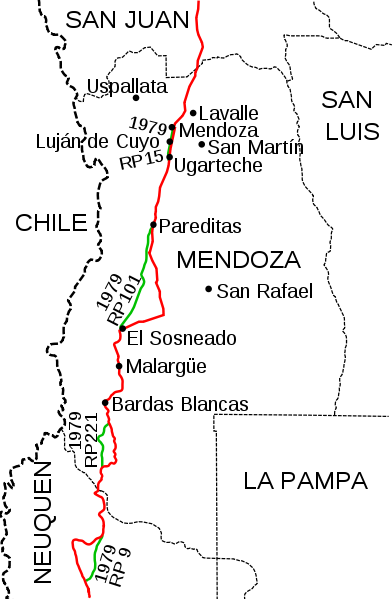 SAN JUAN
Uspallata
SAN
LUIS
Lavalle
1979
Mendoza
Luján de Cuyo
San Martín
RP15
Ugarteche
CHILE
Pareditas
MENDOZA
1979
RP101
San Rafael
El Sosneado
Malargüe
Bardas Blancas
1979
RP221
LA PAMPA
NEUQUEN
1979
RP 9